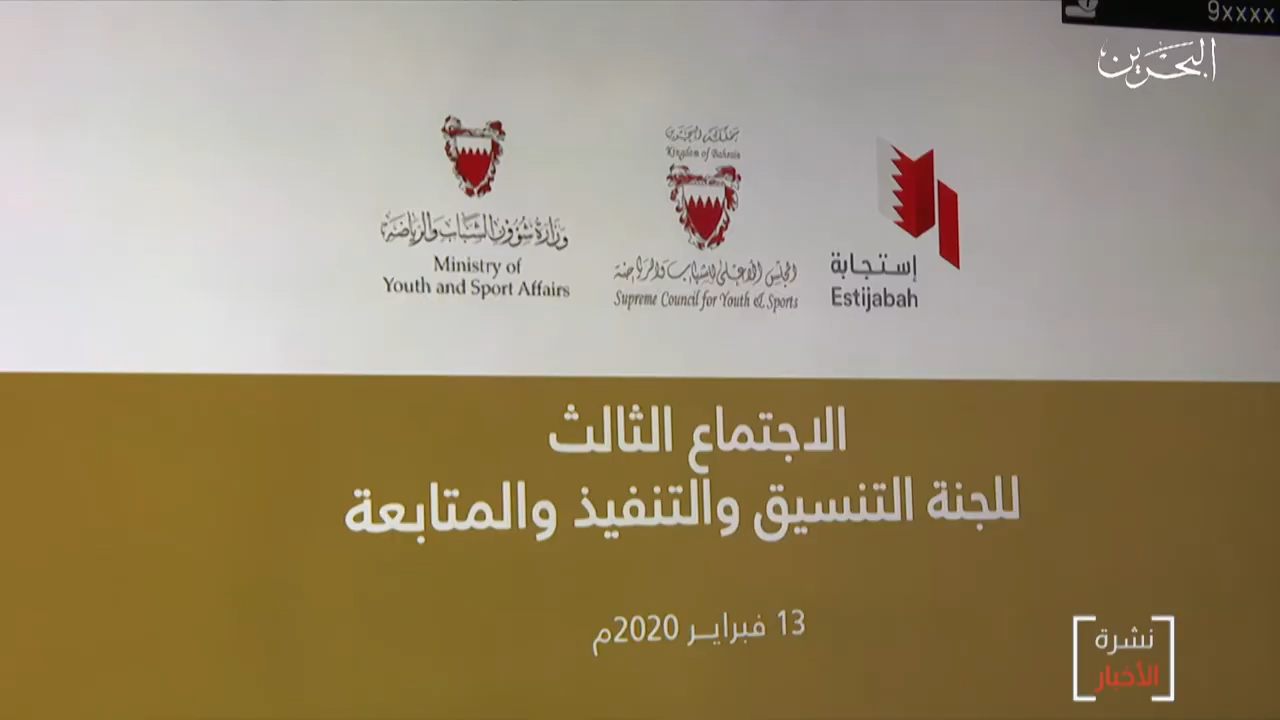 9xxxx
البحرين
مملكة البحرين
Kingdom of Bahrain
وزارة شؤون الشباب والرياضة
Ministry of
Youth and Sport Affairs
المجلس الأعلى للشباب والرياضة
Supreme Council for Youth & Sports
إستجابة
Estijabah
الاجتماع الثالث
للجنة التنسيق والتنفيذ والمتابعة
13 فبراير 2020م
نشرة
الأخبار